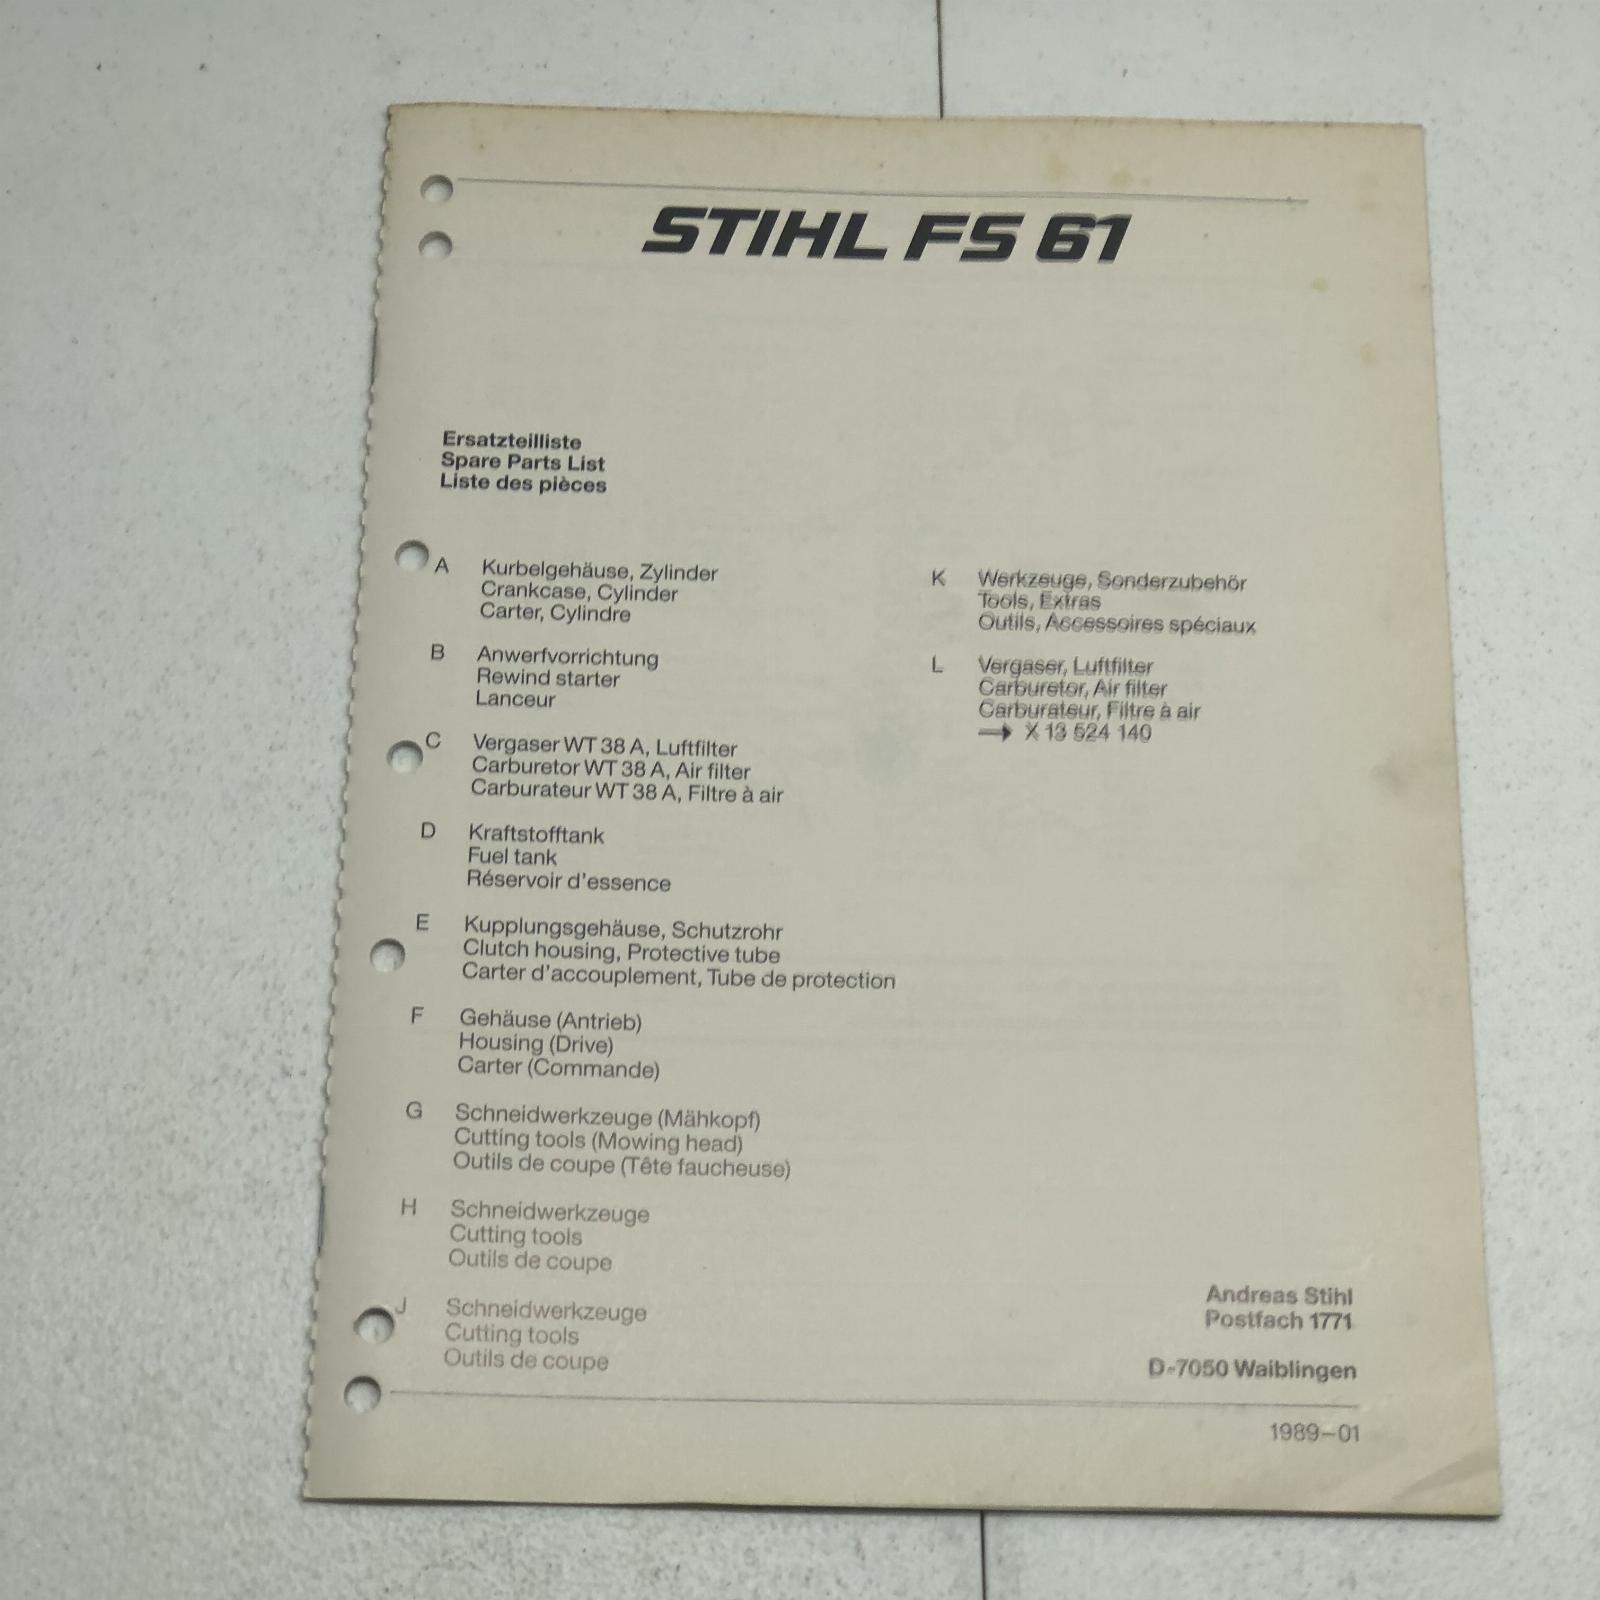 STIHL FS 61
Ersatzteilliste
Spare Parts List
Liste des pièces
A Kurbelgehäuse, Zylinder
Crankcase, Cylinder
Carter, Cylindre
B Anwerfvorrichtung
Rewind starter
Lanceur
C Vergaser WT 38 A, Luftfilter
Carburetor WT 38 A, Air filter
Carburateur WT 38 A, Filtre à air
D Kraftstofftank
Fuel tank
Réservoir d'essence
E Kupplungsgehäuse, Schutzrohr
Clutch housing, Protective tube
Carter d'accouplement, Tube de protection
F Gehäuse (Antrieb)
Housing (Drive)
Carter (Commande)
G Schneidwerkzeuge (Mähkopf)
Cutting tools (Mowing head)
Outils de coupe (Tête faucheuse)
H Schneidwerkzeuge
Cutting tools
Outils de coupe
J Schneidwerkzeuge
Cutting tools
Outils de coupe
K Werkzeuge, Sonderzubehör
Tools, Extras
Outils, Accessoires spéciaux
L Vergaser, Luftfilter
Carburetor, Air filter
Carburateur, Filtre à air
→ X 13 524 140
Andreas Stihl
Postfach 1771
D-7050 Waiblingen
1989–01